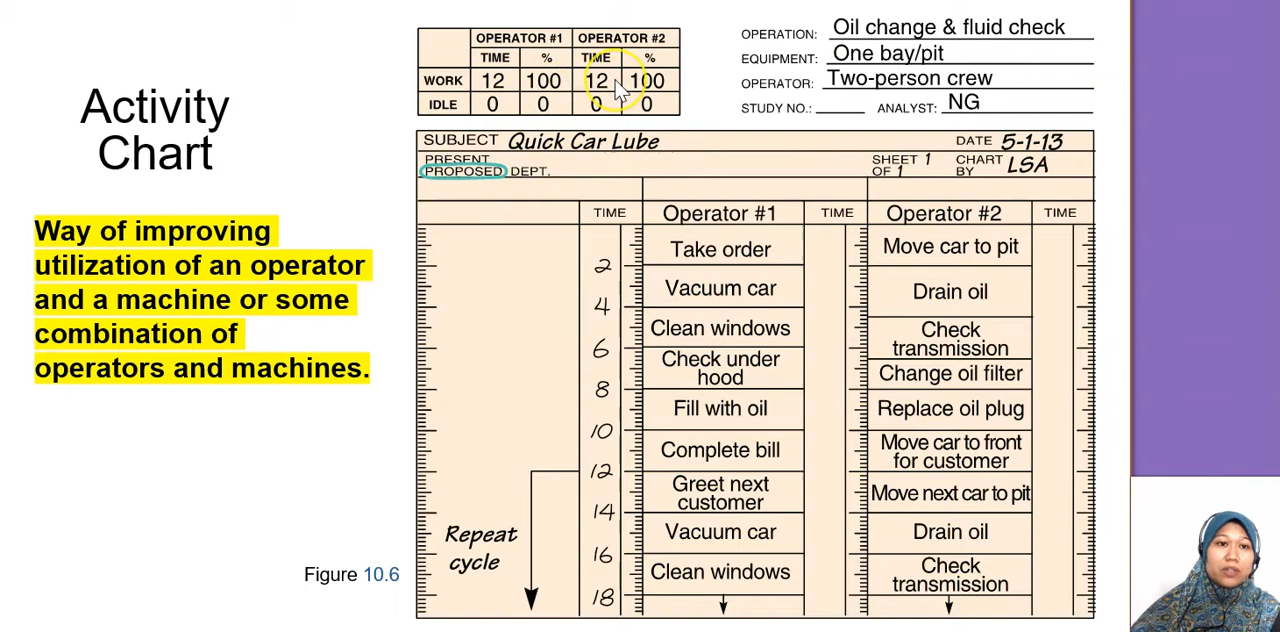 Activity
Chart
Way of improving
utilization of an operator
and a machine or some
combination of
operators and machines.
Figure 10.6
OPERATOR #1 OPERATOR #2
TIME % TIME %
WORK 12 100 12 100
IDLE 0 0 0 0
OPERATION: Oil change & fluid check
EQUIPMENT: One bay/pit
OPERATOR: Two-person crew
STUDY NO.: ANALYST: NG
SUBJECT Quick Car Lube DATE 5-1-13
PRESENT
PROPOSED DEPT. SHEET 1 OF 1 CHART BY LSA
TIME Operator #1 TIME Operator #2 TIME
Take order Move car to pit
2
Vacuum car Drain oil
4
Clean windows Check transmission
6
Check under hood Change oil filter
8
Fill with oil Replace oil plug
10
Complete bill Move car to front for customer
12
Greet next customer Move next car to pit
14
Repeat cycle Vacuum car Drain oil
16
Clean windows Check transmission
18